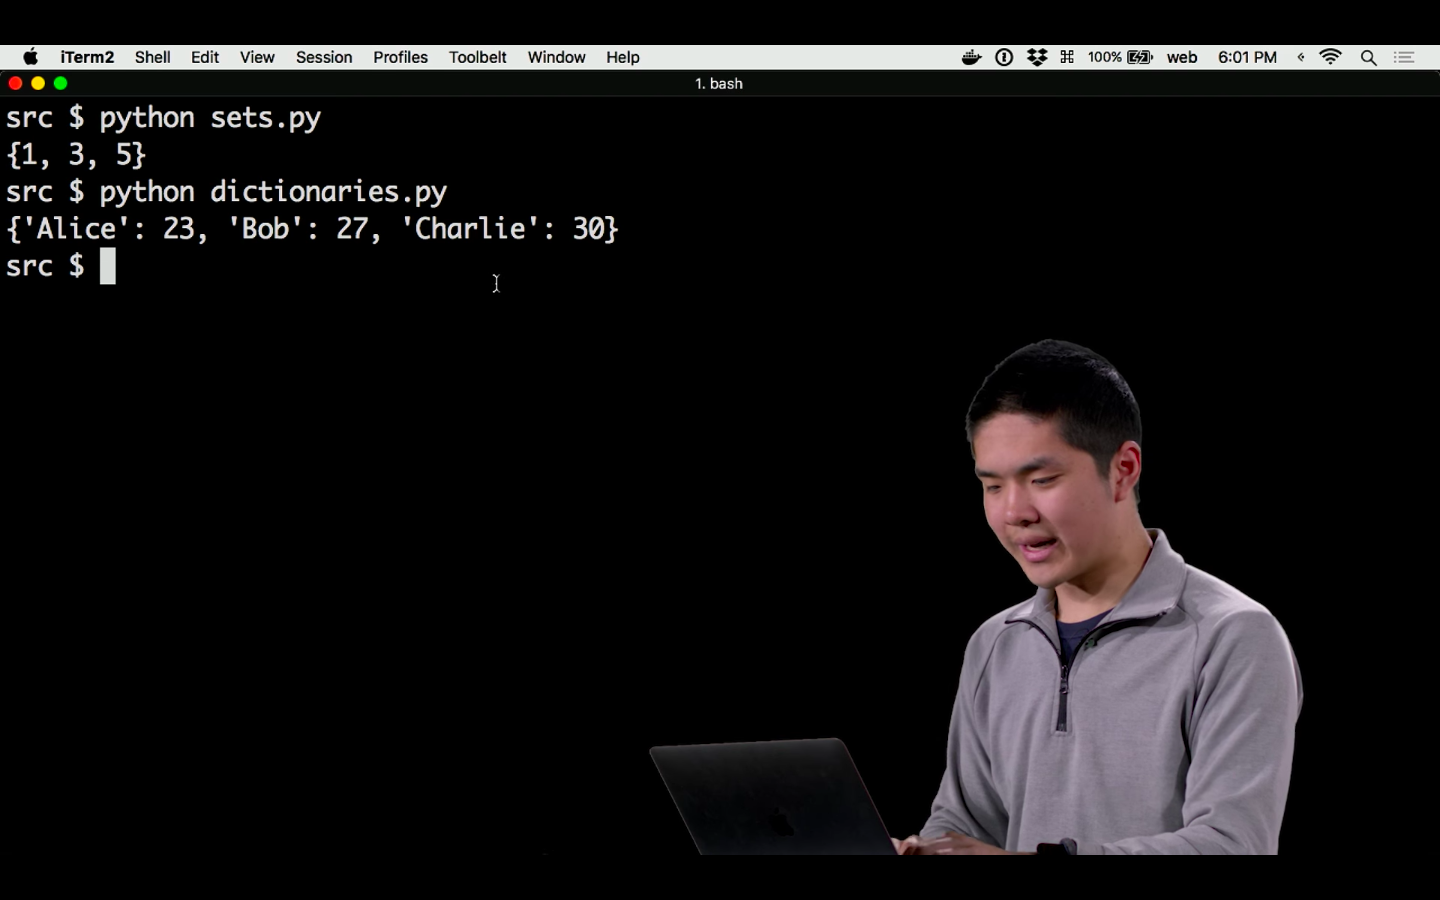 iTerm2 Shell Edit View Session Profiles Toolbelt Window Help 100% web 6:01 PM
1. bash
src $ python sets.py
{1, 3, 5}
src $ python dictionaries.py
{'Alice': 23, 'Bob': 27, 'Charlie': 30}
src $